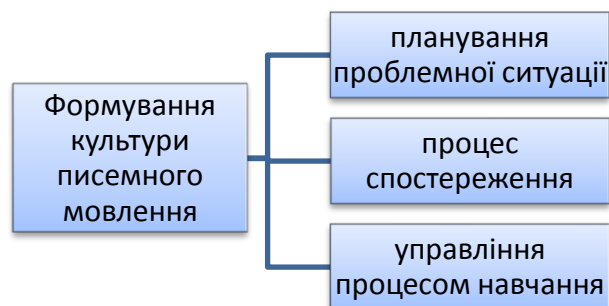 Формування
культури
писемного
мовлення
планування
проблемної ситуації
процес
спостереження
управління
процесом навчання